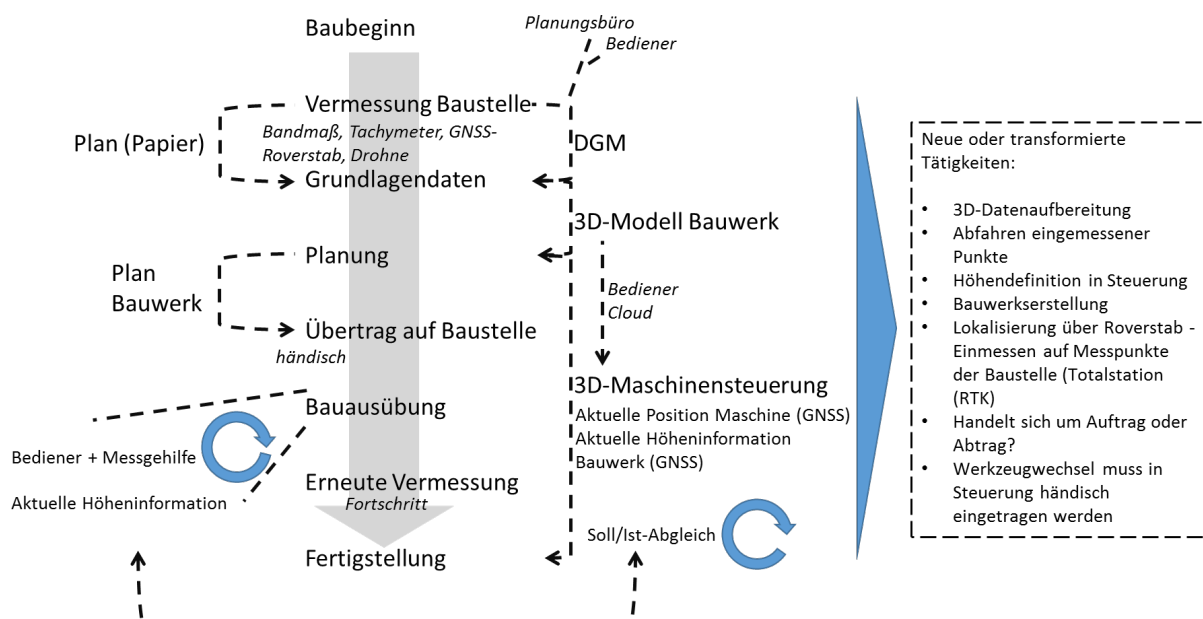 Baubeginn
Planungsbüro
Bediener
Vermessung Baustelle
Bandmaß, Tachymeter, GNSS-
Roverstab, Drohne
Plan (Papier)
DGM
Grundlagendaten
3D-Modell Bauwerk
Planung
Plan
Bauwerk
Bediener
Cloud
Übertrag auf Baustelle
händisch
3D-Maschinensteuerung
Aktuelle Position Maschine (GNSS)
Aktuelle Höheninformation
Bauwerk (GNSS)
Bauausübung
Bediener + Messgehilfe
Aktuelle Höheninformation
Erneute Vermessung
Fortschritt
Soll/Ist-Abgleich
Fertigstellung
Neue oder transformierte
Tätigkeiten:
• 3D-Datenaufbereitung
• Abfahren eingemessener
Punkte
• Höhendefinition in Steuerung
• Bauwerkserstellung
• Lokalisierung über Roverstab -
Einmessen auf Messpunkte
der Baustelle (Totalstation
(RTK)
• Handelt sich um Auftrag oder
Abtrag?
• Werkzeugwechsel muss in
Steuerung händisch
eingetragen werden